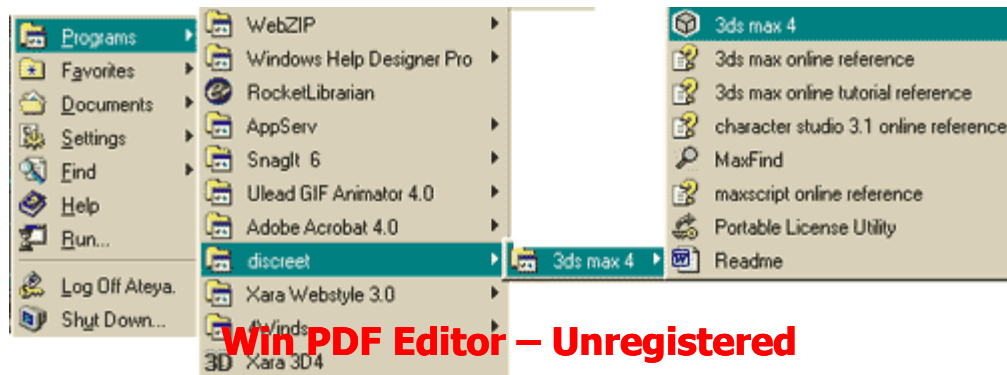 Programs
Favorites
Documents
Settings
Find
Help
Run...
Log Off Ateya.
Shut Down...
WebZIP
Windows Help Designer Pro
RocketLibrarian
AppServ
SnagIt 6
Ulead GIF Animator 4.0
Adobe Acrobat 4.0
discreet
Xara Webstyle 3.0
4Winds
3D Xara 3D4
3ds max 4
3ds max 4
3ds max online reference
3ds max online tutorial reference
character studio 3.1 online reference
MaxFind
maxscript online reference
Portable License Utility
Readme
Win PDF Editor – Unregistered